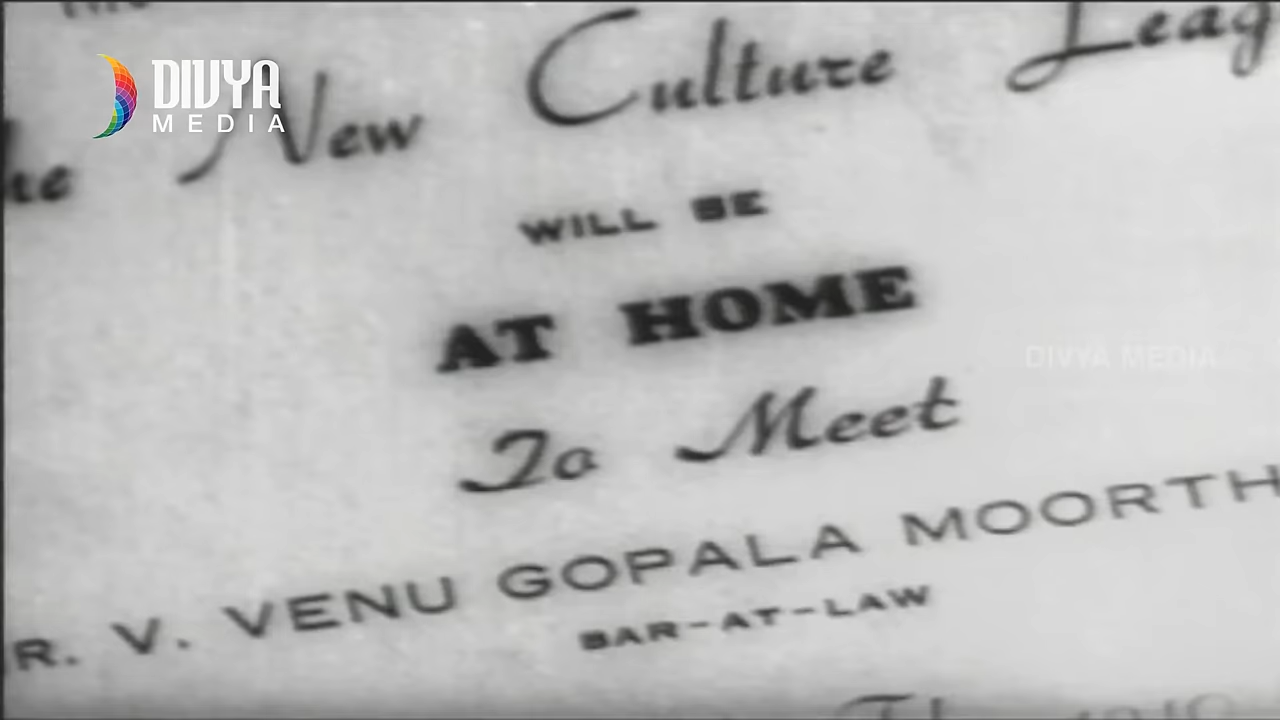 DIVYA
MEDIA
he New Culture Leag
WILL BE
AT HOME
DIVYA MEDIA
To Meet
R. V. VENU GOPALA MOORTH
BAR-AT-LAW